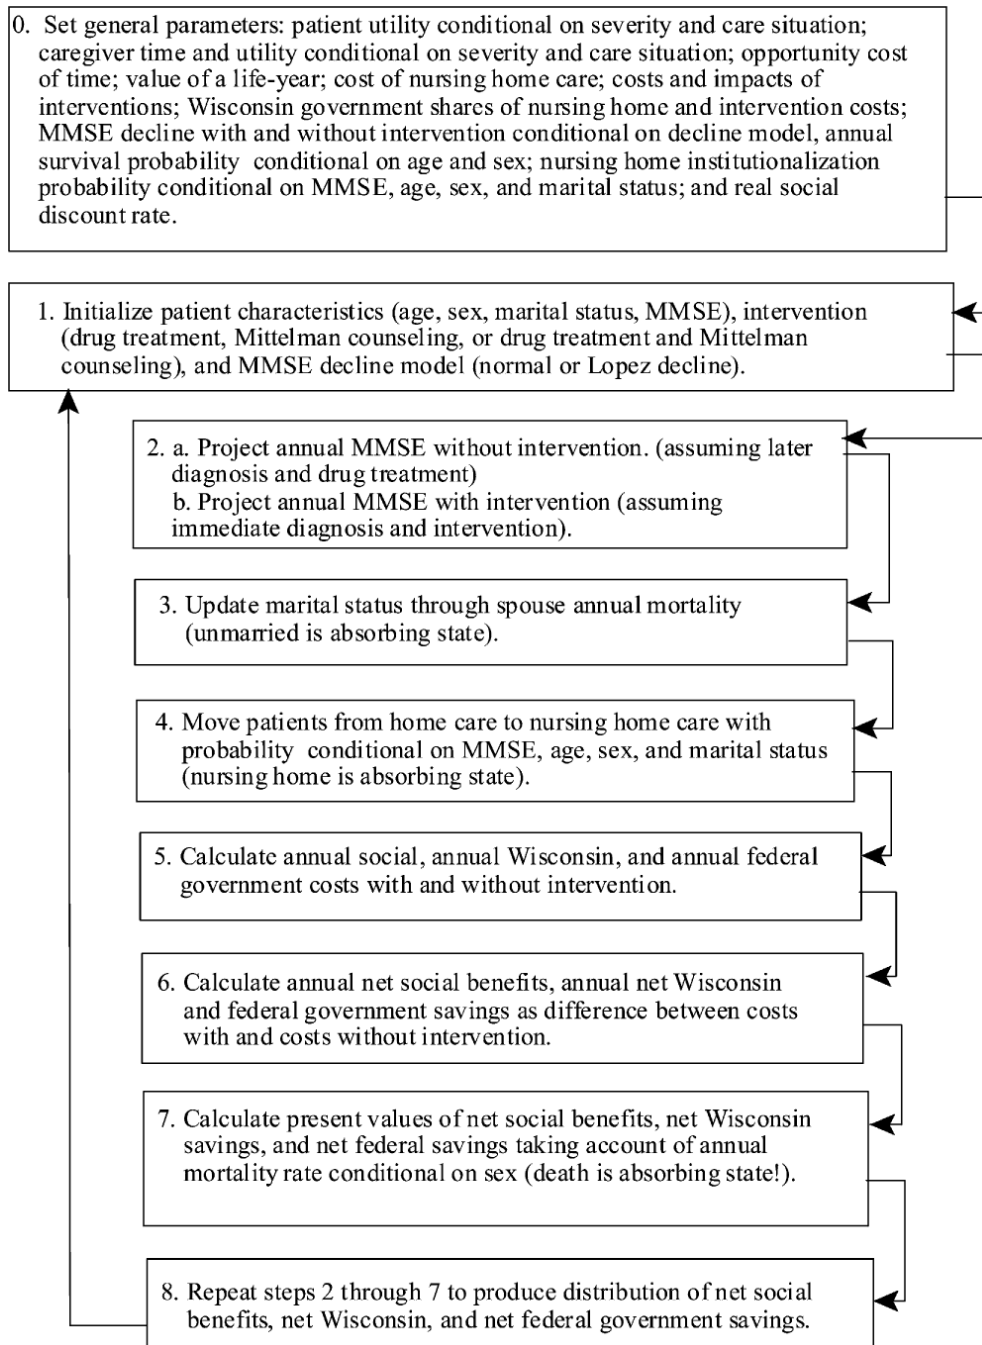 0. Set general parameters: patient utility conditional on severity and care situation;
caregiver time and utility conditional on severity and care situation; opportunity cost
of time; value of a life-year; cost of nursing home care; costs and impacts of
interventions; Wisconsin government shares of nursing home and intervention costs;
MMSE decline with and without intervention conditional on decline model, annual
survival probability conditional on age and sex; nursing home institutionalization
probability conditional on MMSE, age, sex, and marital status; and real social
discount rate.
1. Initialize patient characteristics (age, sex, marital status, MMSE), intervention
(drug treatment, Mittelman counseling, or drug treatment and Mittelman
counseling), and MMSE decline model (normal or Lopez decline).
2. a. Project annual MMSE without intervention. (assuming later
diagnosis and drug treatment)
b. Project annual MMSE with intervention (assuming
immediate diagnosis and intervention).
3. Update marital status through spouse annual mortality
(unmarried is absorbing state).
4. Move patients from home care to nursing home care with
probability conditional on MMSE, age, sex, and marital status
(nursing home is absorbing state).
5. Calculate annual social, annual Wisconsin, and annual federal
government costs with and without intervention.
6. Calculate annual net social benefits, annual net Wisconsin
and federal government savings as difference between costs
with and costs without intervention.
7. Calculate present values of net social benefits, net Wisconsin
savings, and net federal savings taking account of annual
mortality rate conditional on sex (death is absorbing state!).
8. Repeat steps 2 through 7 to produce distribution of net social
benefits, net Wisconsin, and net federal government savings.